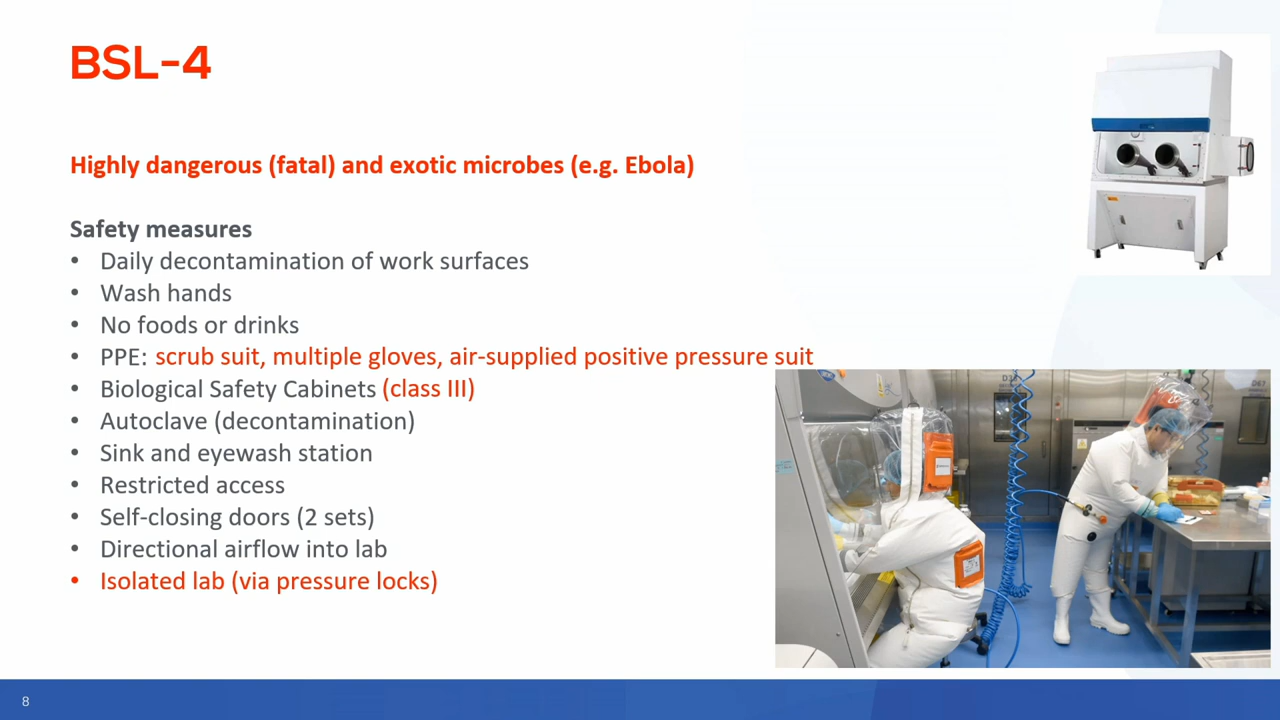 BSL-4
Highly dangerous (fatal) and exotic microbes (e.g. Ebola)
Safety measures
• Daily decontamination of work surfaces
• Wash hands
• No foods or drinks
• PPE: scrub suit, multiple gloves, air-supplied positive pressure suit
• Biological Safety Cabinets (class III)
• Autoclave (decontamination)
• Sink and eyewash station
• Restricted access
• Self-closing doors (2 sets)
• Directional airflow into lab
• Isolated lab (via pressure locks)
8